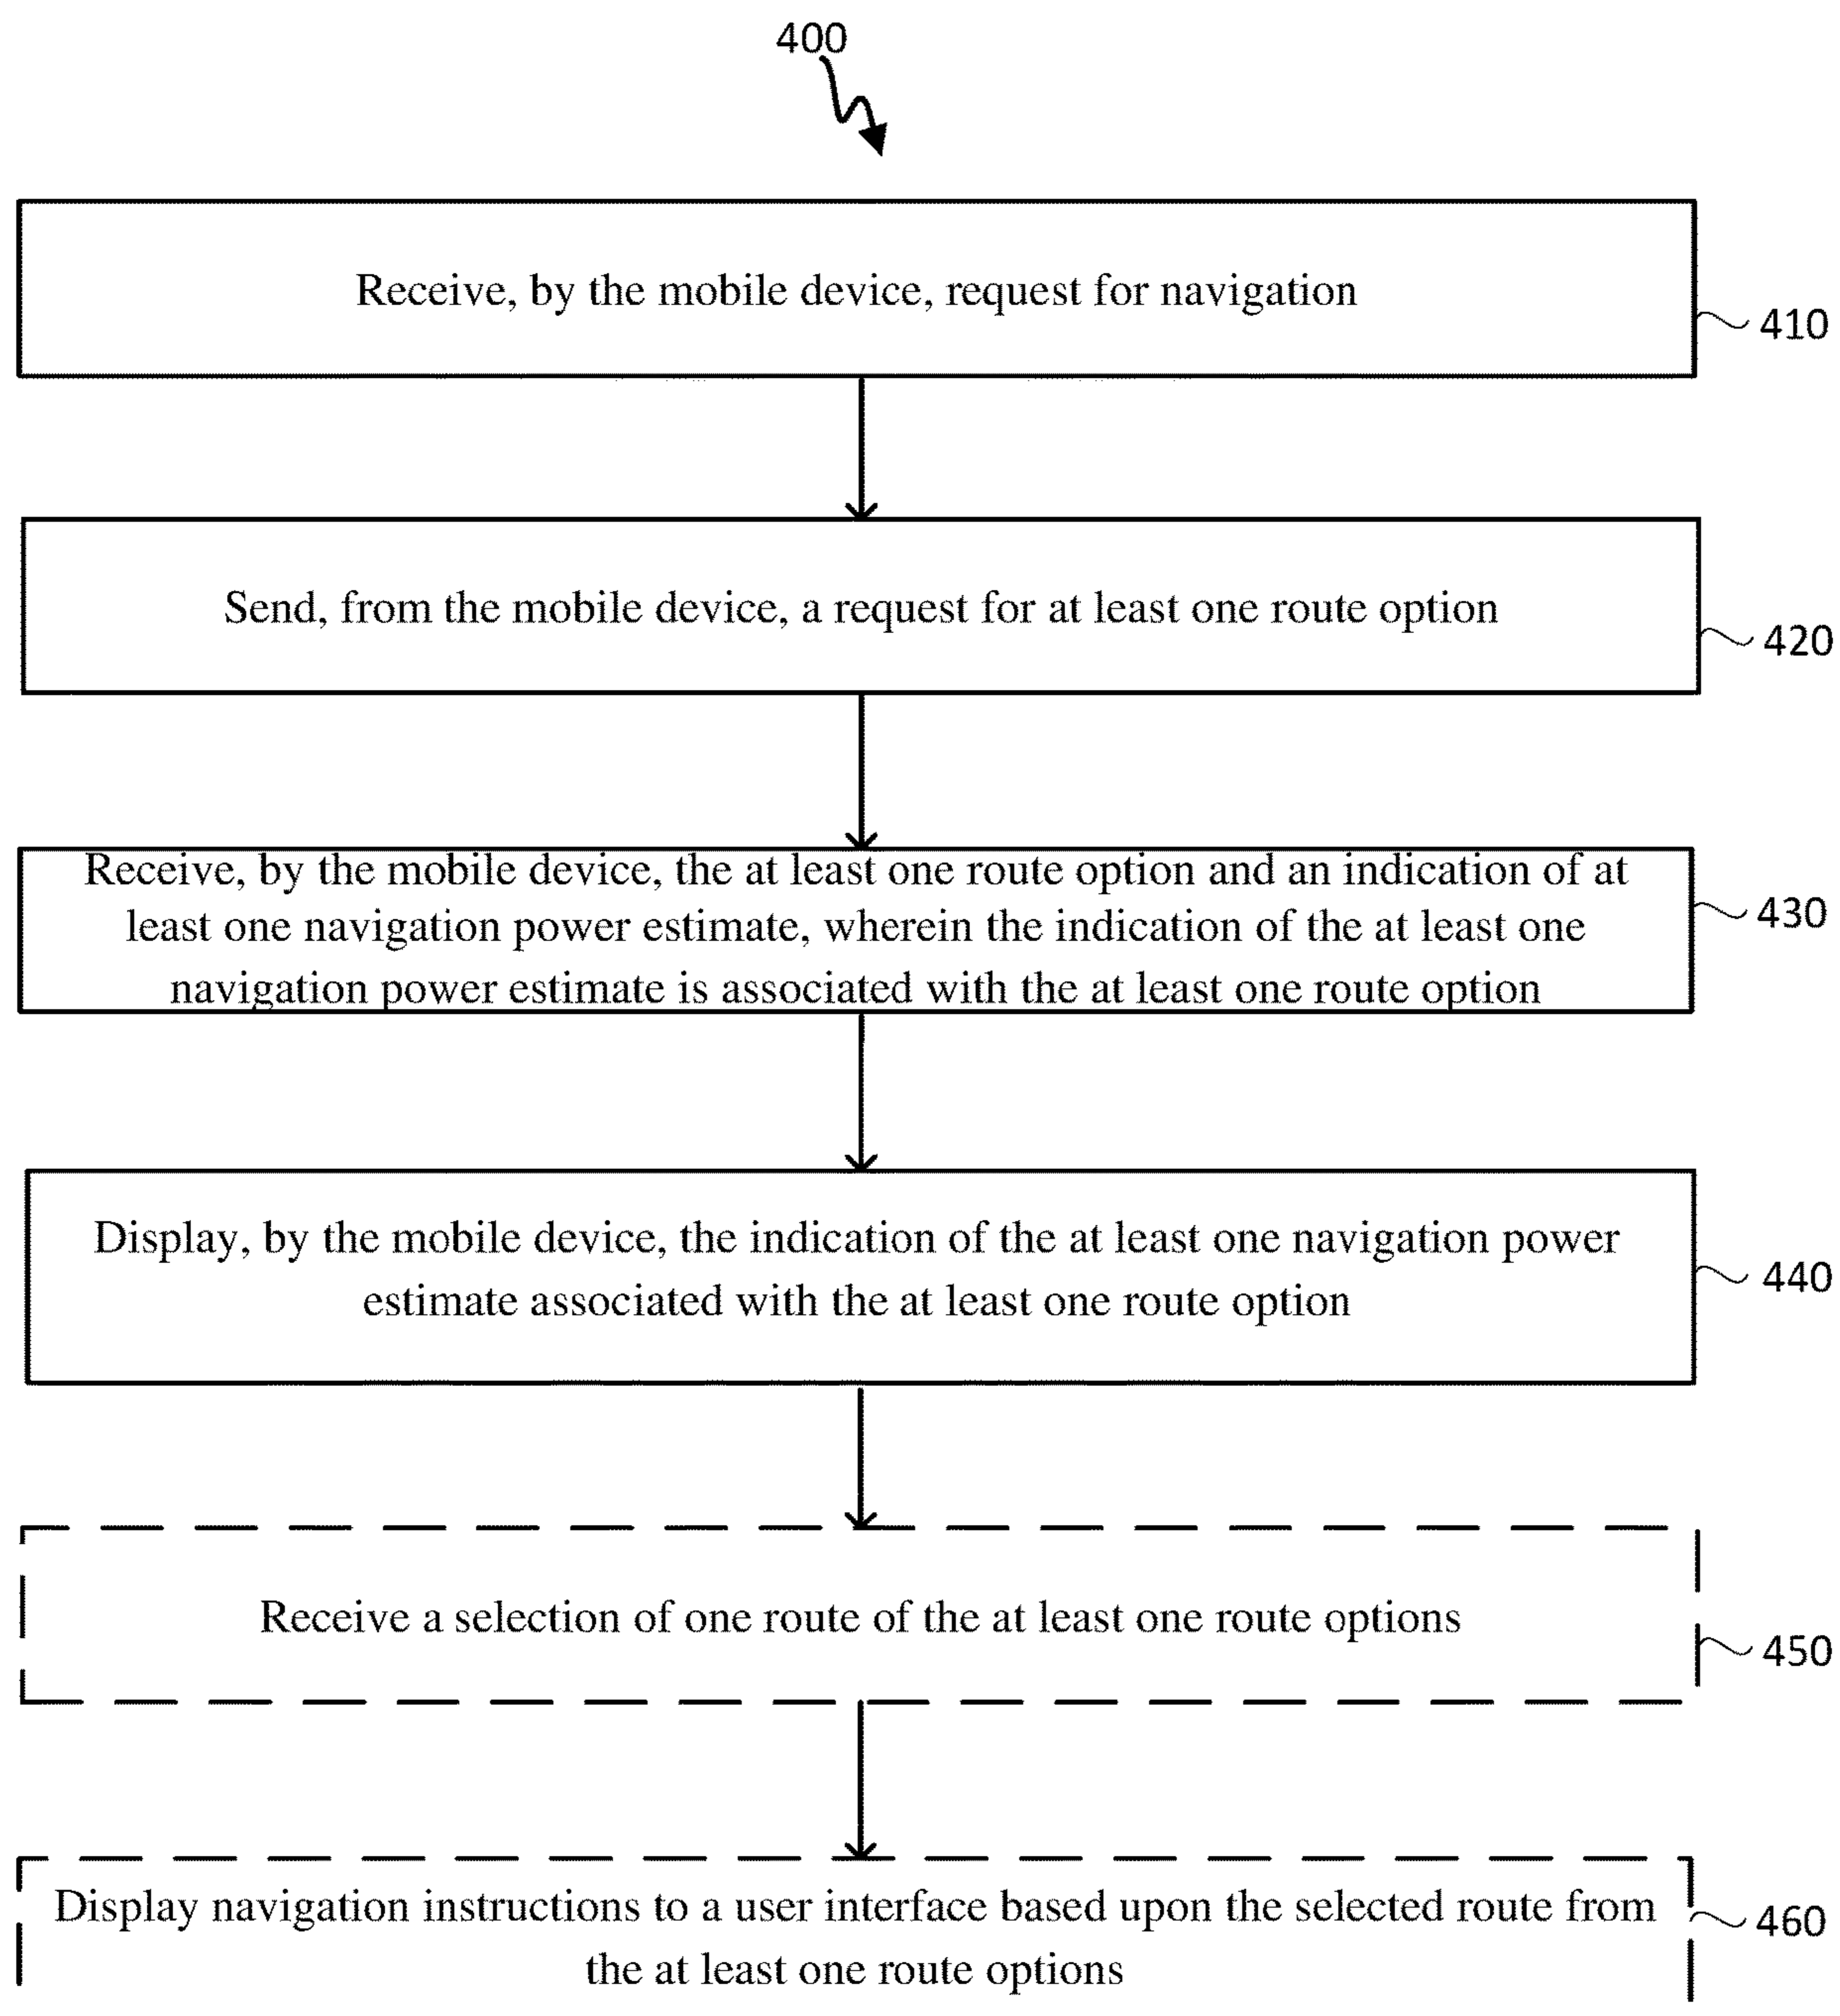 400
Receive, by the mobile device, request for navigation
410
Send, from the mobile device, a request for at least one route option
420
Receive, by the mobile device, the at least one route option and an indication of at
least one navigation power estimate, wherein the indication of the at least one
navigation power estimate is associated with the at least one route option
430
Display, by the mobile device, the indication of the at least one navigation power
estimate associated with the at least one route option
440
Receive a selection of one route of the at least one route options
450
Display navigation instructions to a user interface based upon the selected route from
the at least one route options
460